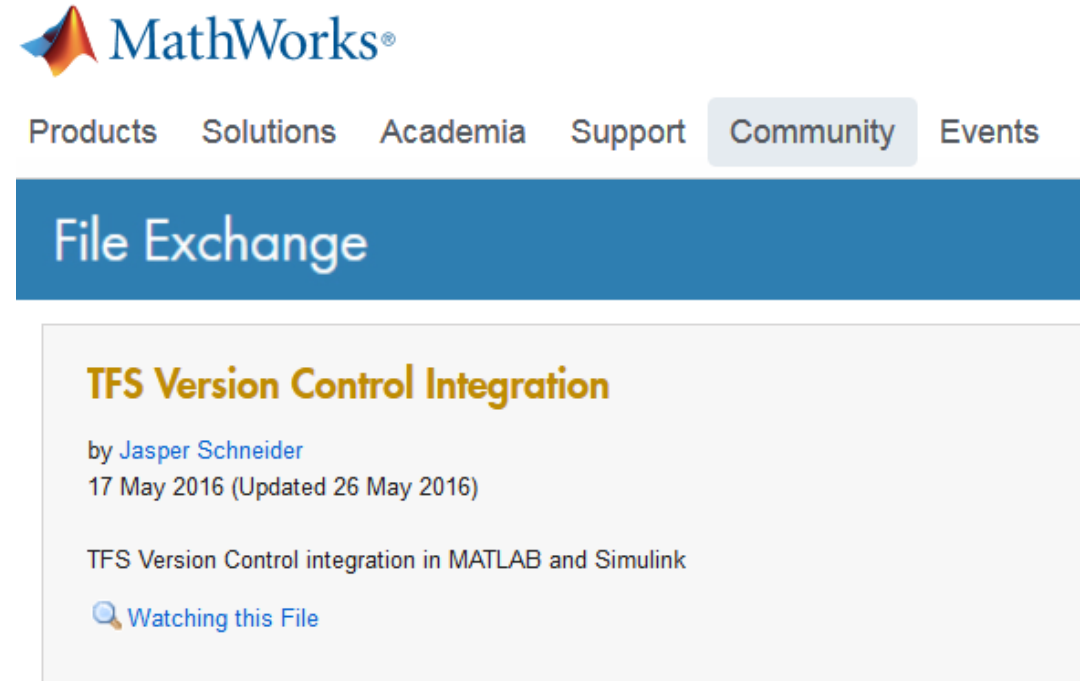 MathWorks®
Products Solutions Academia Support Community Events
File Exchange
TFS Version Control Integration
by Jasper Schneider
17 May 2016 (Updated 26 May 2016)
TFS Version Control integration in MATLAB and Simulink
Watching this File